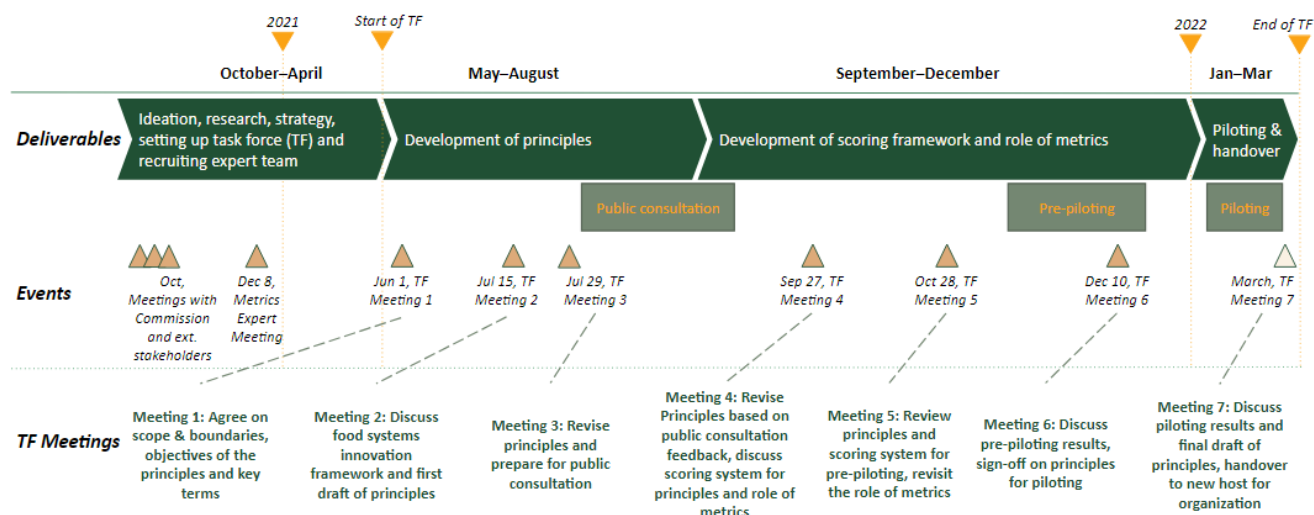 2021
Start of TF
2022
End of TF
October–April
May–August
September–December
Jan–Mar
Deliverables
Ideation, research, strategy,
setting up task force (TF) and
recruiting expert team
Development of principles
Development of scoring framework and role of metrics
Piloting &
handover
Public consultation
Pre-piloting
Piloting
Events
Oct,
Meetings with
Commission
and ext.
stakeholders
Dec 8,
Metrics
Expert
Meeting
Jun 1, TF
Meeting 1
Jul 15, TF
Meeting 2
Jul 29, TF
Meeting 3
Sep 27, TF
Meeting 4
Oct 28, TF
Meeting 5
Dec 10, TF
Meeting 6
March, TF
Meeting 7
TF Meetings
Meeting 1: Agree on
scope & boundaries,
objectives of the
principles and key
terms
Meeting 2: Discuss
food systems
innovation
framework and first
draft of principles
Meeting 3: Revise
principles and
prepare for public
consultation
Meeting 4: Revise
Principles based on
public consultation
feedback, discuss
scoring system for
principles and role of
metrics
Meeting 5: Review
principles and
scoring system for
pre-piloting, revisit
the role of metrics
Meeting 6: Discuss
pre-piloting results,
sign-off on principles
for piloting
Meeting 7: Discuss
piloting results and
final draft of
principles, handover
to new host for
organization